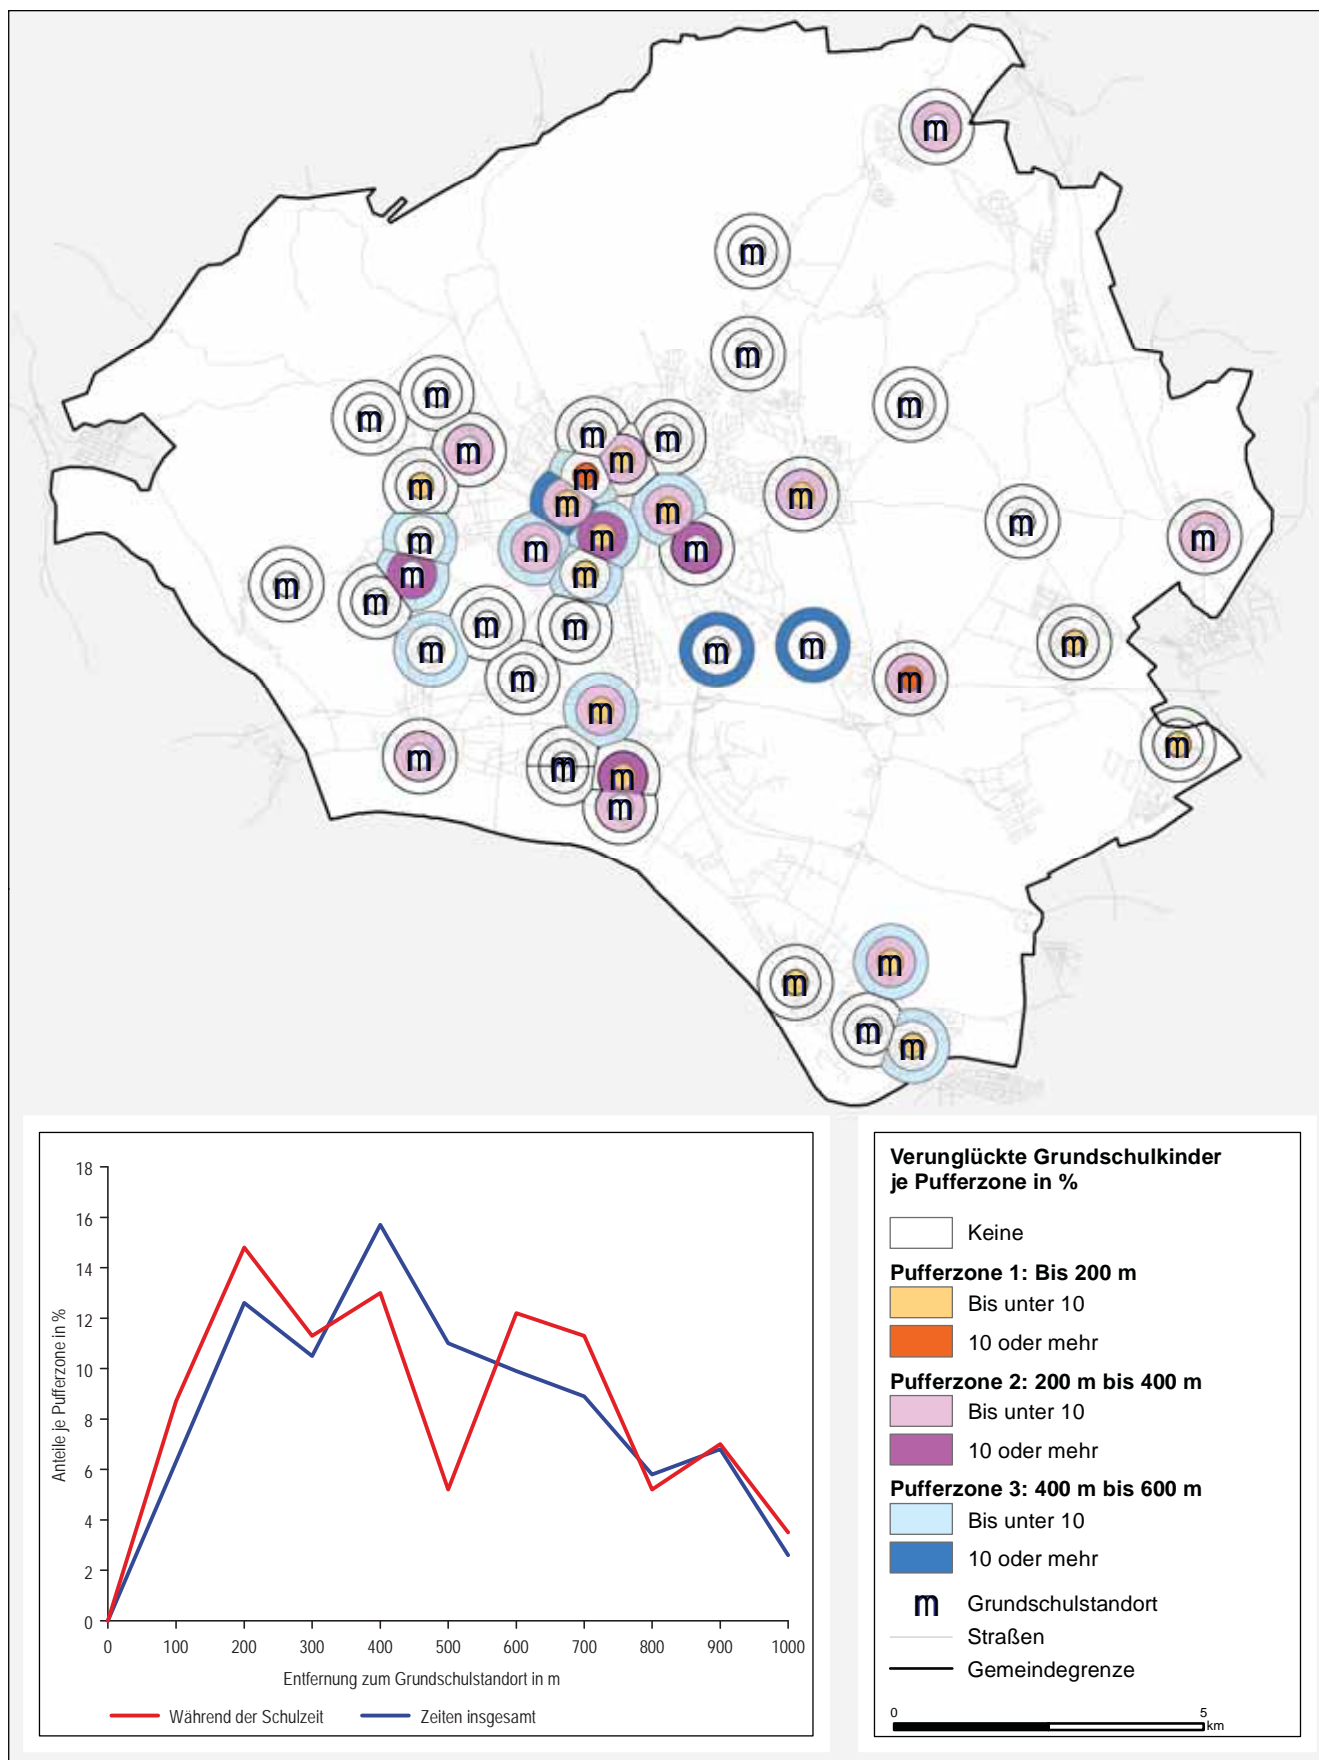 18
16
14
12
10
8
6
4
2
0
Anteile je Pufferzone in %
0 100 200 300 400 500 600 700 800 900 1000
Entfernung zum Grundschulstandort in m
Während der Schulzeit Zeiten insgesamt
Verunglückte Grundschulkinder
je Pufferzone in %
Keine
Pufferzone 1: Bis 200 m
Bis unter 10
10 oder mehr
Pufferzone 2: 200 m bis 400 m
Bis unter 10
10 oder mehr
Pufferzone 3: 400 m bis 600 m
Bis unter 10
10 oder mehr
Grundschulstandort
Straßen
Gemeindegrenze
0 5
km